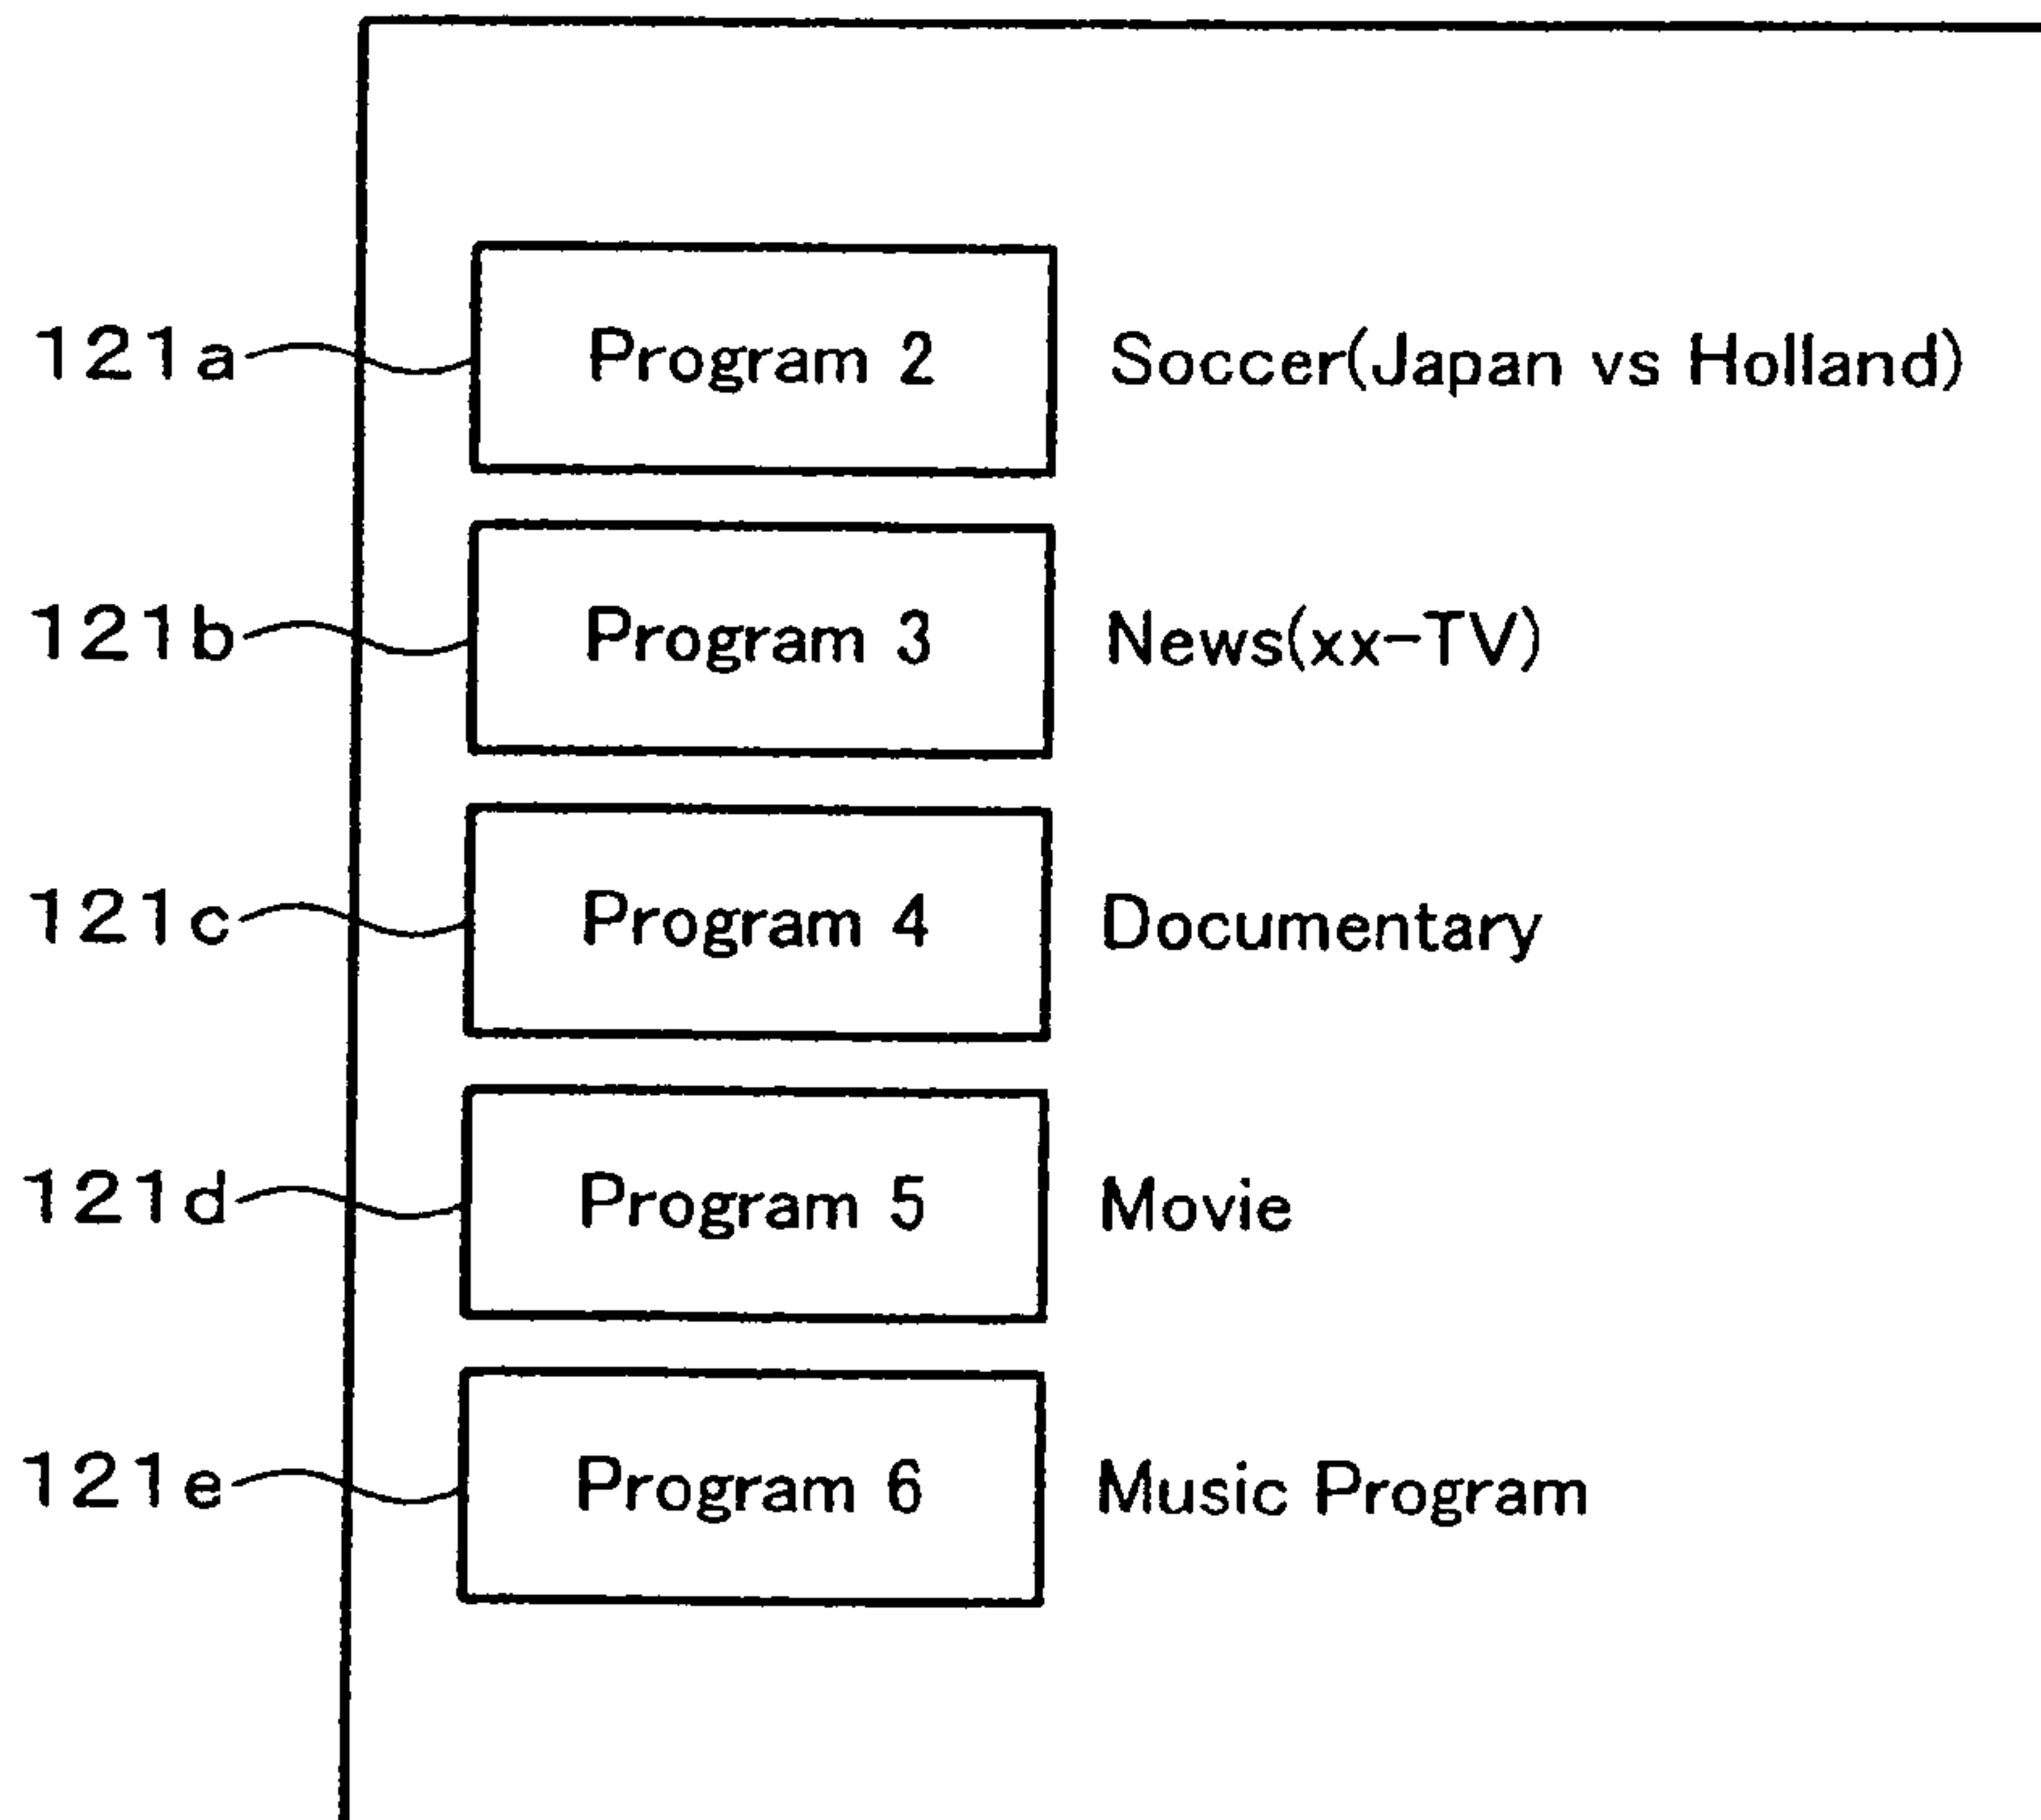 121a Program 2 Soccer(Japan vs Holland)
121b Program 3 News(xx-TV)
121c Program 4 Documentary
121d Program 5 Movie
121e Program 6 Music Program